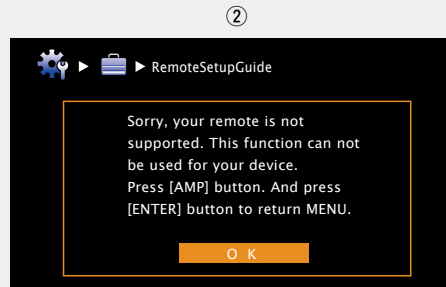 ②
RemoteSetupGuide
Sorry, your remote is not
supported. This function can not
be used for your device.
Press [AMP] button. And press
[ENTER] button to return MENU.
O K